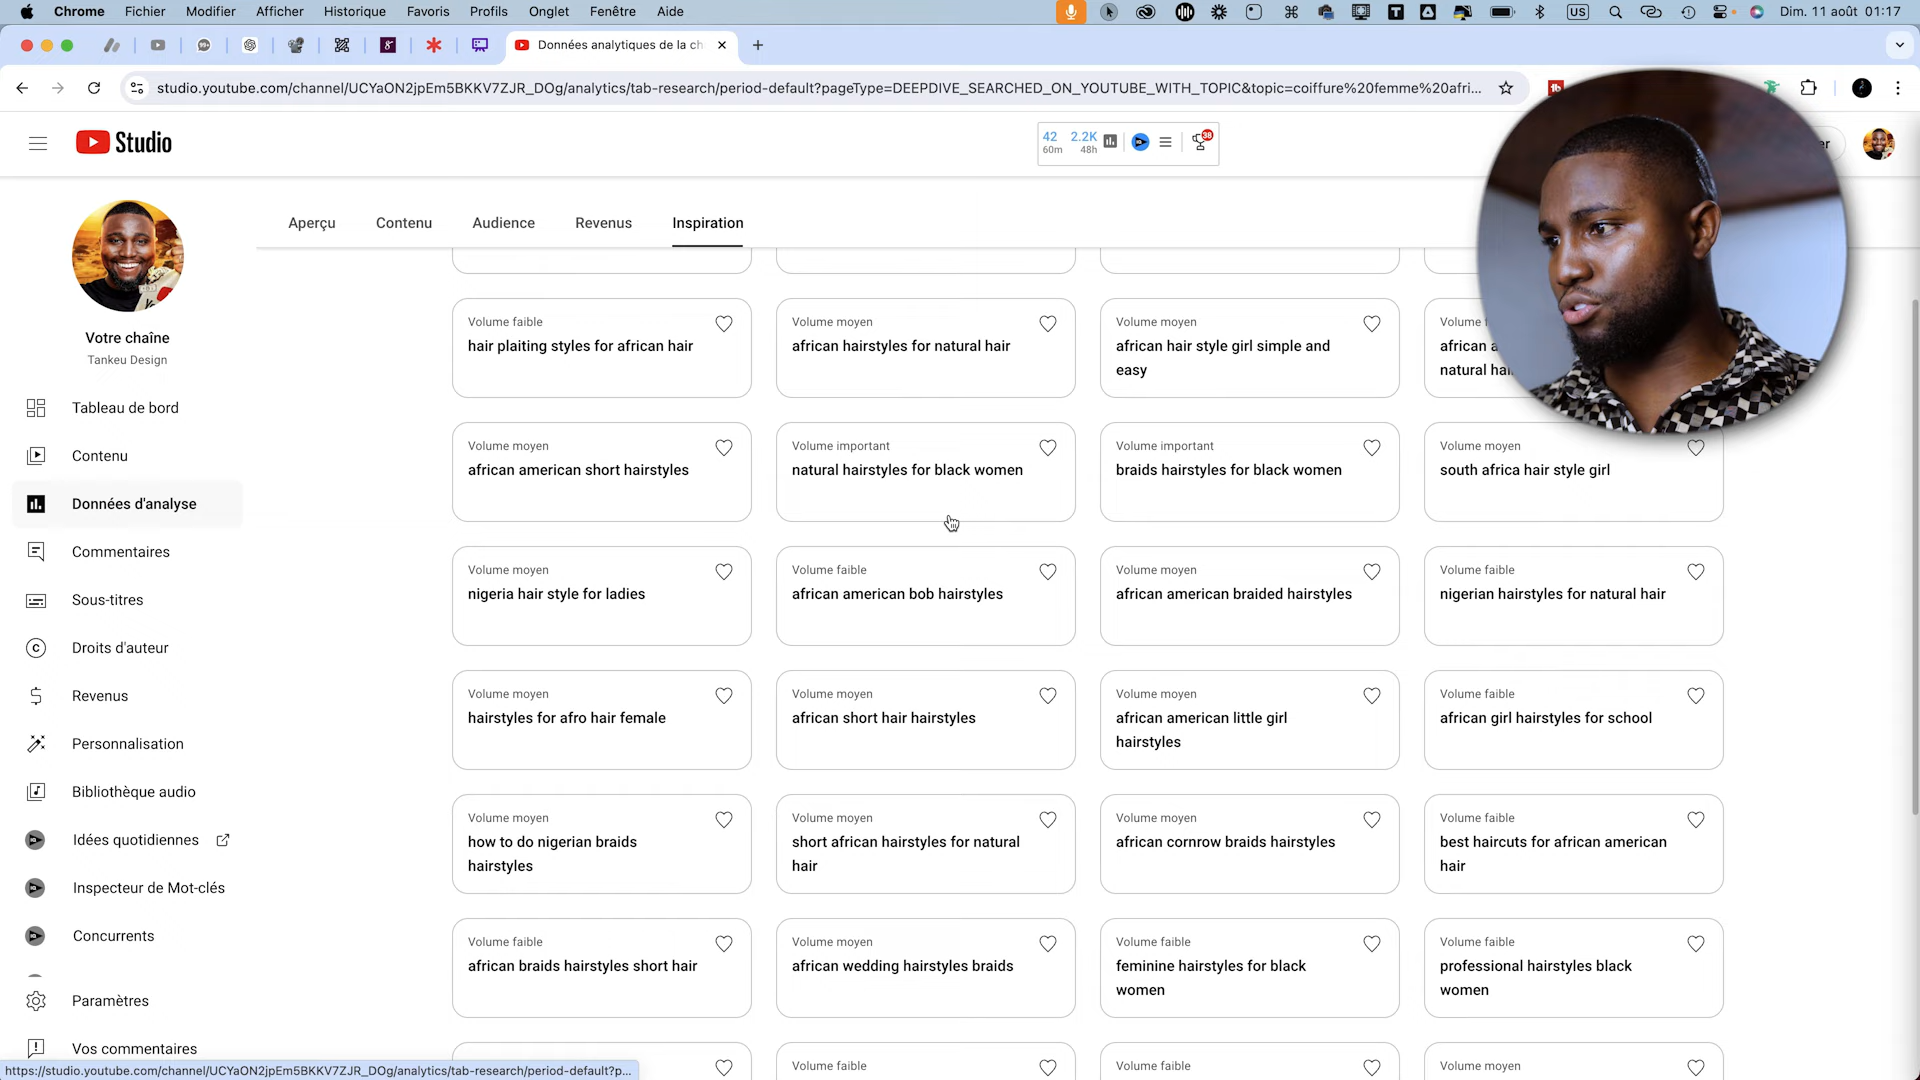 Chrome Fichier Modifier Afficher Historique Favoris Profils Onglet Fenêtre Aide US Dim. 11 août 01:17
Données analytiques de la ch
studio.youtube.com/channel/UCYaON2jpEm5BKKV7ZJR_DOg/analytics/tab-research/period-default?pageType=DEEPDIVE_SEARCHED_ON_YOUTUBE_WITH_TOPIC&topic=coiffure%20femme%20afri...
Studio
42 2.2K
60m 48h
38
er
Aperçu Contenu Audience Revenus Inspiration
Votre chaîne
Tankeu Design
Tableau de bord
Contenu
Données d'analyse
Commentaires
Sous-titres
Droits d'auteur
Revenus
Personnalisation
Bibliothèque audio
Idées quotidiennes
Inspecteur de Mot-clés
Concurrents
Paramètres
Vos commentaires
Volume faible
hair plaiting styles for african hair
Volume moyen
african hairstyles for natural hair
Volume moyen
african hair style girl simple and
easy
Volume
african
natural
Volume moyen
african american short hairstyles
Volume important
natural hairstyles for black women
Volume important
braids hairstyles for black women
Volume moyen
south africa hair style girl
Volume moyen
nigeria hair style for ladies
Volume faible
african american bob hairstyles
Volume moyen
african american braided hairstyles
Volume faible
nigerian hairstyles for natural hair
Volume moyen
hairstyles for afro hair female
Volume moyen
african short hair hairstyles
Volume moyen
african american little girl
hairstyles
Volume faible
african girl hairstyles for school
Volume moyen
how to do nigerian braids
hairstyles
Volume moyen
short african hairstyles for natural
hair
Volume moyen
african cornrow braids hairstyles
Volume faible
best haircuts for african american
hair
Volume faible
african braids hairstyles short hair
Volume moyen
african wedding hairstyles braids
Volume faible
feminine hairstyles for black
women
Volume faible
professional hairstyles black
women
Volume faible
Volume faible
Volume moyen
https://studio.youtube.com/channel/UCYaON2jpEm5BKKV7ZJR_DOg/analytics/tab-research/period-default?p...